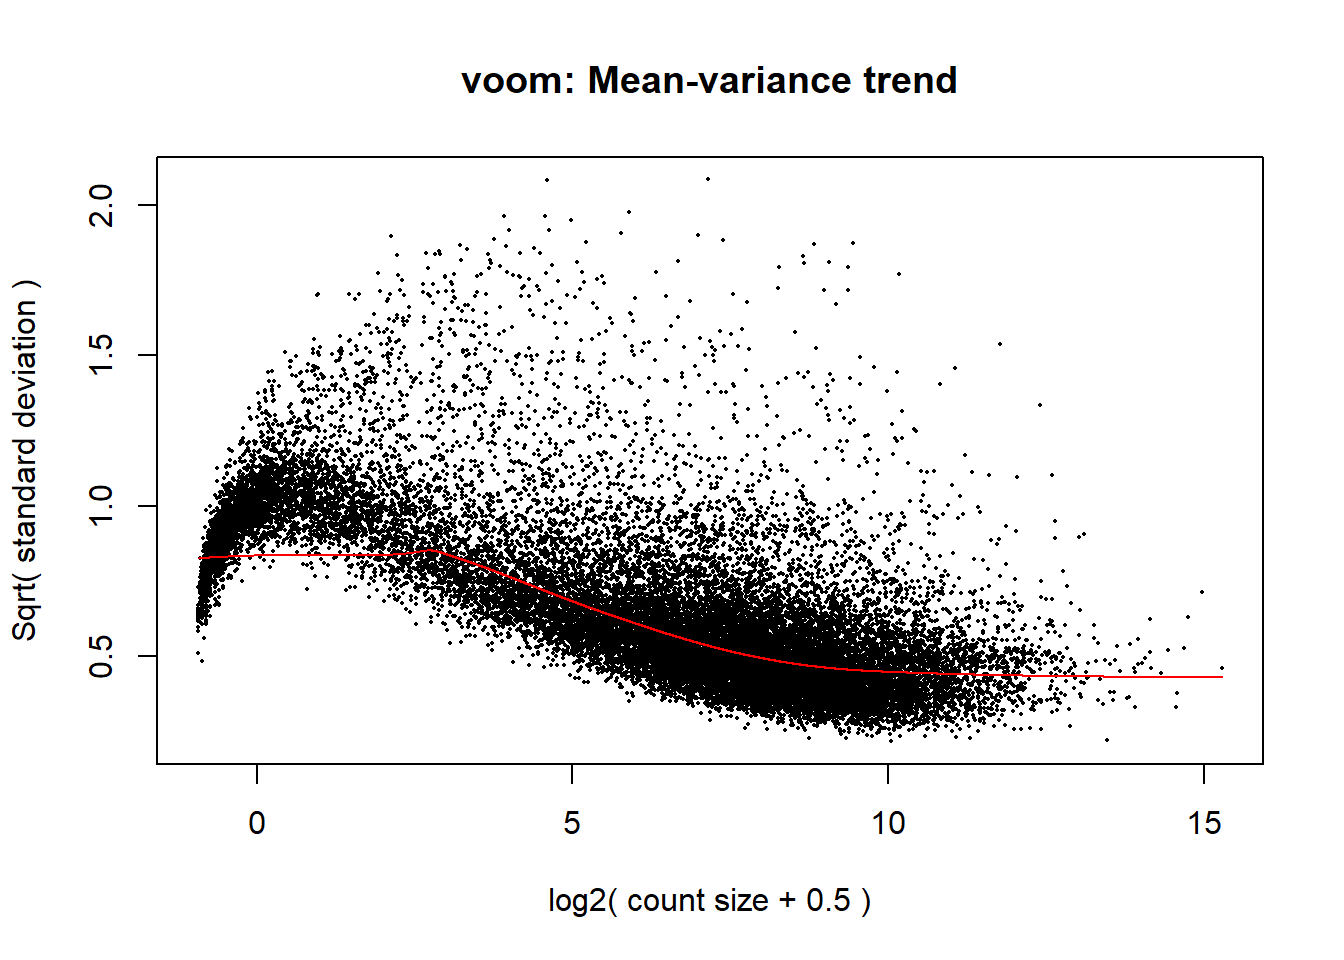 voom: Mean-variance trend
Sqrt( standard deviation )
2.0
1.5
1.0
0.5
0
5
10
15
log2( count size + 0.5 )